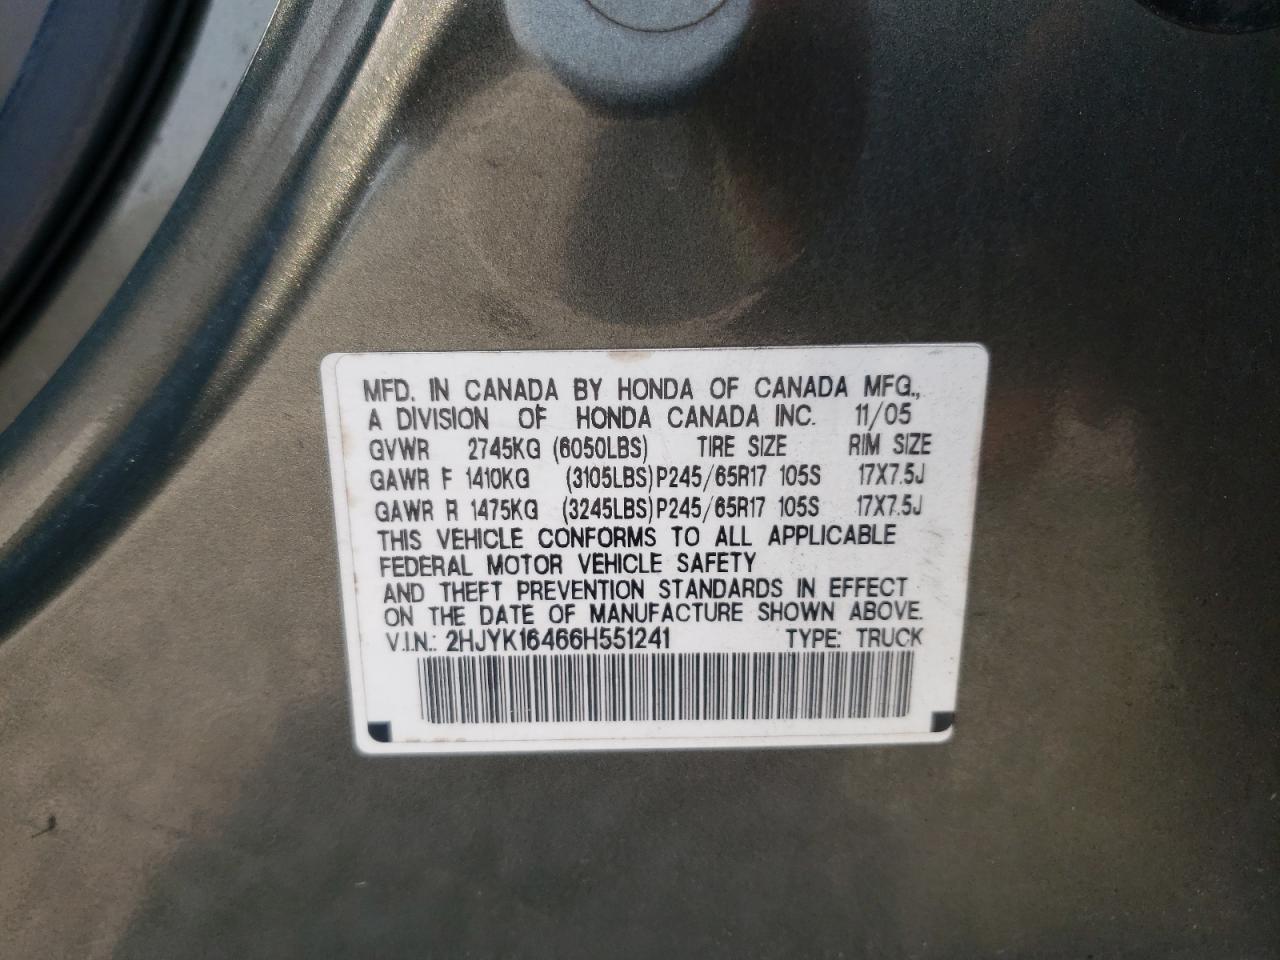 MFD. IN CANADA BY HONDA OF CANADA MFG.,
A DIVISION OF HONDA CANADA INC. 11/05
GVWR 2745KG (6050LBS) TIRE SIZE RIM SIZE
GAWR F 1410KG (3105LBS) P245/65R17 105S 17X7.5J
GAWR R 1475KG (3245LBS) P245/65R17 105S 17X7.5J
THIS VEHICLE CONFORMS TO ALL APPLICABLE
FEDERAL MOTOR VEHICLE SAFETY
AND THEFT PREVENTION STANDARDS IN EFFECT
ON THE DATE OF MANUFACTURE SHOWN ABOVE.
V.I.N.: 2HJYK16466H551241 TYPE: TRUCK